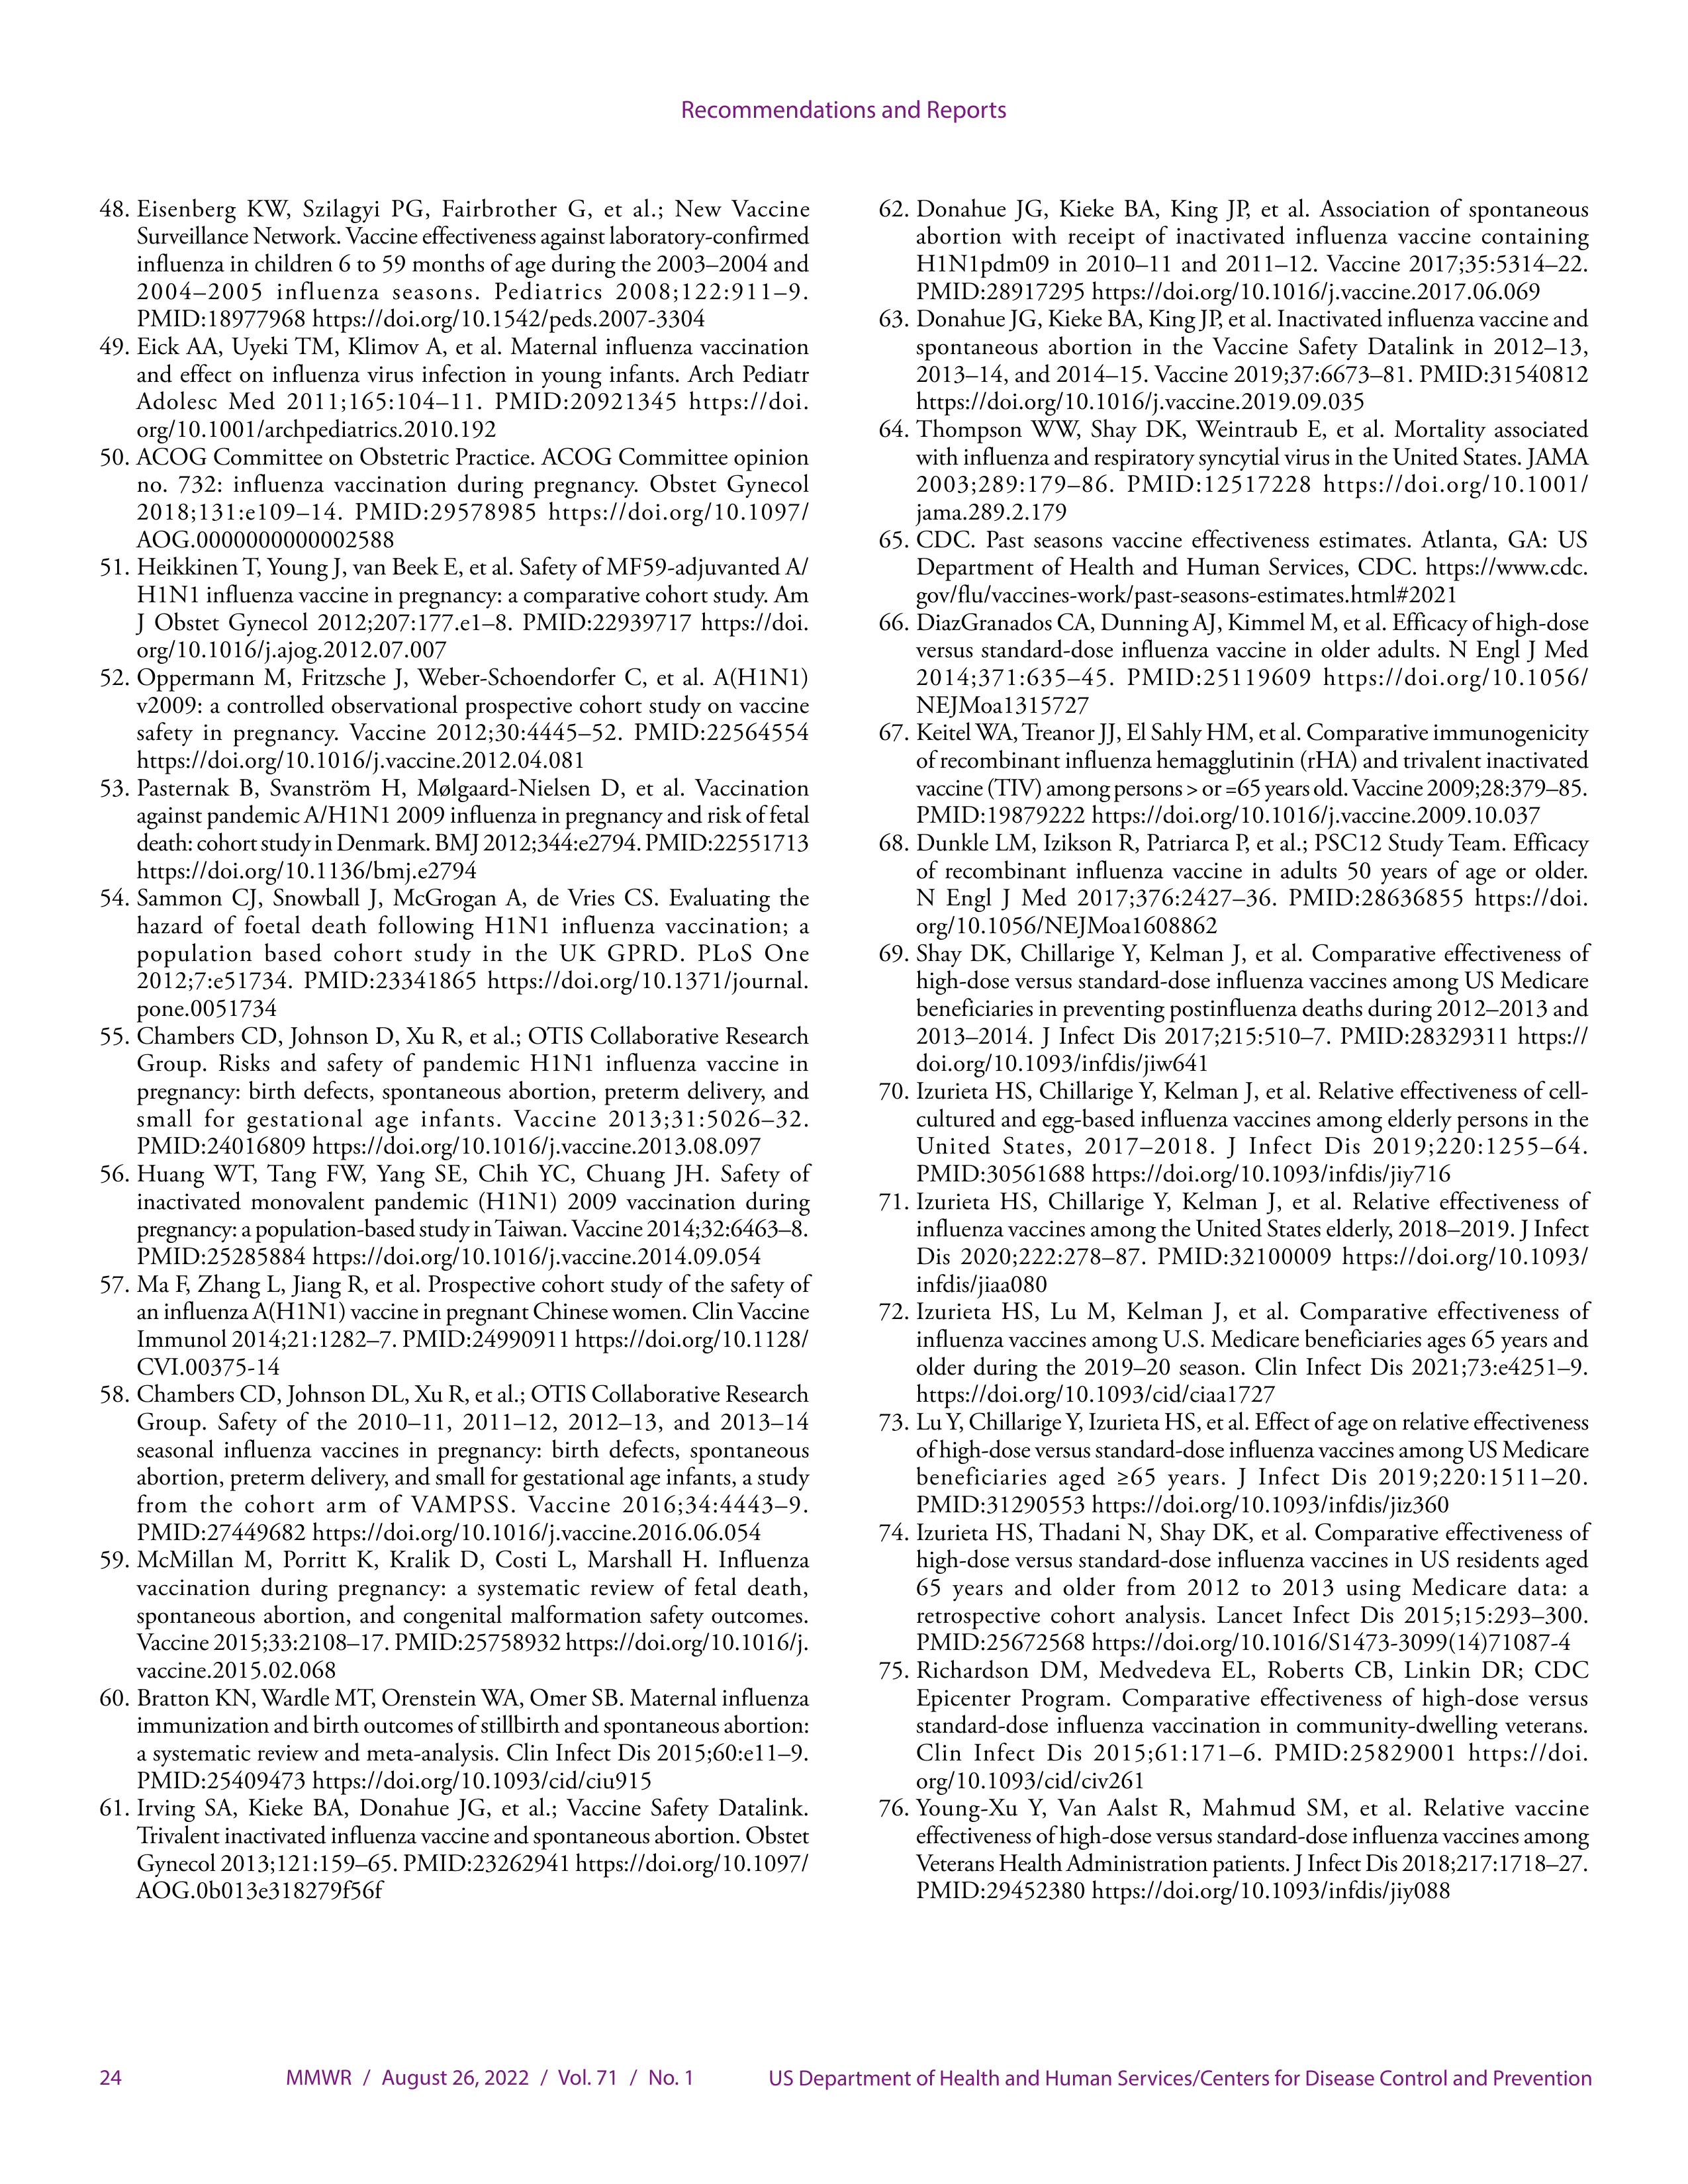 Recommendations and Reports
48. Eisenberg KW, Szilagyi PG, Fairbrother G, et al.; New Vaccine
Surveillance Network. Vaccine effectiveness against laboratory-confirmed
influenza in children 6 to 59 months of age during the 2003–2004 and
2004–2005 influenza seasons. Pediatrics 2008;122:911–9.
PMID:18977968 https://doi.org/10.1542/peds.2007-3304
49. Eick AA, Uyeki TM, Klimov A, et al. Maternal influenza vaccination
and effect on influenza virus infection in young infants. Arch Pediatr
Adolesc Med 2011;165:104–11. PMID:20921345 https://doi.
org/10.1001/archpediatrics.2010.192
50. ACOG Committee on Obstetric Practice. ACOG Committee opinion
no. 732: influenza vaccination during pregnancy. Obstet Gynecol
2018;131:e109–14. PMID:29578985 https://doi.org/10.1097/
AOG.0000000000002588
51. Heikkinen T, Young J, van Beek E, et al. Safety of MF59-adjuvanted A/
H1N1 influenza vaccine in pregnancy: a comparative cohort study. Am
J Obstet Gynecol 2012;207:177.e1–8. PMID:22939717 https://doi.
org/10.1016/j.ajog.2012.07.007
52. Oppermann M, Fritzsche J, Weber-Schoendorfer C, et al. A(H1N1)
v2009: a controlled observational prospective cohort study on vaccine
safety in pregnancy. Vaccine 2012;30:4445–52. PMID:22564554
https://doi.org/10.1016/j.vaccine.2012.04.081
53. Pasternak B, Svanström H, Mølgaard-Nielsen D, et al. Vaccination
against pandemic A/H1N1 2009 influenza in pregnancy and risk of fetal
death: cohort study in Denmark. BMJ 2012;344:e2794. PMID:22551713
https://doi.org/10.1136/bmj.e2794
54. Sammon CJ, Snowball J, McGrogan A, de Vries CS. Evaluating the
hazard of foetal death following H1N1 influenza vaccination; a
population based cohort study in the UK GPRD. PLoS One
2012;7:e51734. PMID:23341865 https://doi.org/10.1371/journal.
pone.0051734
55. Chambers CD, Johnson D, Xu R, et al.; OTIS Collaborative Research
Group. Risks and safety of pandemic H1N1 influenza vaccine in
pregnancy: birth defects, spontaneous abortion, preterm delivery, and
small for gestational age infants. Vaccine 2013;31:5026–32.
PMID:24016809 https://doi.org/10.1016/j.vaccine.2013.08.097
56. Huang WT, Tang FW, Yang SE, Chih YC, Chuang JH. Safety of
inactivated monovalent pandemic (H1N1) 2009 vaccination during
pregnancy: a population-based study in Taiwan. Vaccine 2014;32:6463–8.
PMID:25285884 https://doi.org/10.1016/j.vaccine.2014.09.054
57. Ma F, Zhang L, Jiang R, et al. Prospective cohort study of the safety of
an influenza A(H1N1) vaccine in pregnant Chinese women. Clin Vaccine
Immunol 2014;21:1282–7. PMID:24990911 https://doi.org/10.1128/
CVI.00375-14
58. Chambers CD, Johnson DL, Xu R, et al.; OTIS Collaborative Research
Group. Safety of the 2010–11, 2011–12, 2012–13, and 2013–14
seasonal influenza vaccines in pregnancy: birth defects, spontaneous
abortion, preterm delivery, and small for gestational age infants, a study
from the cohort arm of VAMPSS. Vaccine 2016;34:4443–9.
PMID:27449682 https://doi.org/10.1016/j.vaccine.2016.06.054
59. McMillan M, Porritt K, Kralik D, Costi L, Marshall H. Influenza
vaccination during pregnancy: a systematic review of fetal death,
spontaneous abortion, and congenital malformation safety outcomes.
Vaccine 2015;33:2108–17. PMID:25758932 https://doi.org/10.1016/j.
vaccine.2015.02.068
60. Bratton KN, Wardle MT, Orenstein WA, Omer SB. Maternal influenza
immunization and birth outcomes of stillbirth and spontaneous abortion:
a systematic review and meta-analysis. Clin Infect Dis 2015;60:e11–9.
PMID:25409473 https://doi.org/10.1093/cid/ciu915
61. Irving SA, Kieke BA, Donahue JG, et al.; Vaccine Safety Datalink.
Trivalent inactivated influenza vaccine and spontaneous abortion. Obstet
Gynecol 2013;121:159–65. PMID:23262941 https://doi.org/10.1097/
AOG.0b013e318279f56f
62. Donahue JG, Kieke BA, King JP, et al. Association of spontaneous
abortion with receipt of inactivated influenza vaccine containing
H1N1pdm09 in 2010–11 and 2011–12. Vaccine 2017;35:5314–22.
PMID:28917295 https://doi.org/10.1016/j.vaccine.2017.06.069
63. Donahue JG, Kieke BA, King JP, et al. Inactivated influenza vaccine and
spontaneous abortion in the Vaccine Safety Datalink in 2012–13,
2013–14, and 2014–15. Vaccine 2019;37:6673–81. PMID:31540812
https://doi.org/10.1016/j.vaccine.2019.09.035
64. Thompson WW, Shay DK, Weintraub E, et al. Mortality associated
with influenza and respiratory syncytial virus in the United States. JAMA
2003;289:179–86. PMID:12517228 https://doi.org/10.1001/
jama.289.2.179
65. CDC. Past seasons vaccine effectiveness estimates. Atlanta, GA: US
Department of Health and Human Services, CDC. https://www.cdc.
gov/flu/vaccines-work/past-seasons-estimates.html#2021
66. DiazGranados CA, Dunning AJ, Kimmel M, et al. Efficacy of high-dose
versus standard-dose influenza vaccine in older adults. N Engl J Med
2014;371:635–45. PMID:25119609 https://doi.org/10.1056/
NEJMoa1315727
67. Keitel WA, Treanor JJ, El Sahly HM, et al. Comparative immunogenicity
of recombinant influenza hemagglutinin (rHA) and trivalent inactivated
vaccine (TIV) among persons > or =65 years old. Vaccine 2009;28:379–85.
PMID:19879222 https://doi.org/10.1016/j.vaccine.2009.10.037
68. Dunkle LM, Izikson R, Patriarca P, et al.; PSC12 Study Team. Efficacy
of recombinant influenza vaccine in adults 50 years of age or older.
N Engl J Med 2017;376:2427–36. PMID:28636855 https://doi.
org/10.1056/NEJMoa1608862
69. Shay DK, Chillarige Y, Kelman J, et al. Comparative effectiveness of
high-dose versus standard-dose influenza vaccines among US Medicare
beneficiaries in preventing postinfluenza deaths during 2012–2013 and
2013–2014. J Infect Dis 2017;215:510–7. PMID:28329311 https://
doi.org/10.1093/infdis/jiw641
70. Izurieta HS, Chillarige Y, Kelman J, et al. Relative effectiveness of cell-
cultured and egg-based influenza vaccines among elderly persons in the
United States, 2017–2018. J Infect Dis 2019;220:1255–64.
PMID:30561688 https://doi.org/10.1093/infdis/jiy716
71. Izurieta HS, Chillarige Y, Kelman J, et al. Relative effectiveness of
influenza vaccines among the United States elderly, 2018–2019. J Infect
Dis 2020;222:278–87. PMID:32100009 https://doi.org/10.1093/
infdis/jiaa080
72. Izurieta HS, Lu M, Kelman J, et al. Comparative effectiveness of
influenza vaccines among U.S. Medicare beneficiaries ages 65 years and
older during the 2019–20 season. Clin Infect Dis 2021;73:e4251–9.
https://doi.org/10.1093/cid/ciaa1727
73. Lu Y, Chillarige Y, Izurieta HS, et al. Effect of age on relative effectiveness
of high-dose versus standard-dose influenza vaccines among US Medicare
beneficiaries aged ≥65 years. J Infect Dis 2019;220:1511–20.
PMID:31290553 https://doi.org/10.1093/infdis/jiz360
74. Izurieta HS, Thadani N, Shay DK, et al. Comparative effectiveness of
high-dose versus standard-dose influenza vaccines in US residents aged
65 years and older from 2012 to 2013 using Medicare data: a
retrospective cohort analysis. Lancet Infect Dis 2015;15:293–300.
PMID:25672568 https://doi.org/10.1016/S1473-3099(14)71087-4
75. Richardson DM, Medvedeva EL, Roberts CB, Linkin DR; CDC
Epicenter Program. Comparative effectiveness of high-dose versus
standard-dose influenza vaccination in community-dwelling veterans.
Clin Infect Dis 2015;61:171–6. PMID:25829001 https://doi.
org/10.1093/cid/civ261
76. Young-Xu Y, Van Aalst R, Mahmud SM, et al. Relative vaccine
effectiveness of high-dose versus standard-dose influenza vaccines among
Veterans Health Administration patients. J Infect Dis 2018;217:1718–27.
PMID:29452380 https://doi.org/10.1093/infdis/jiy088
24 MMWR / August 26, 2022 / Vol. 71 / No. 1 US Department of Health and Human Services/Centers for Disease Control and Prevention